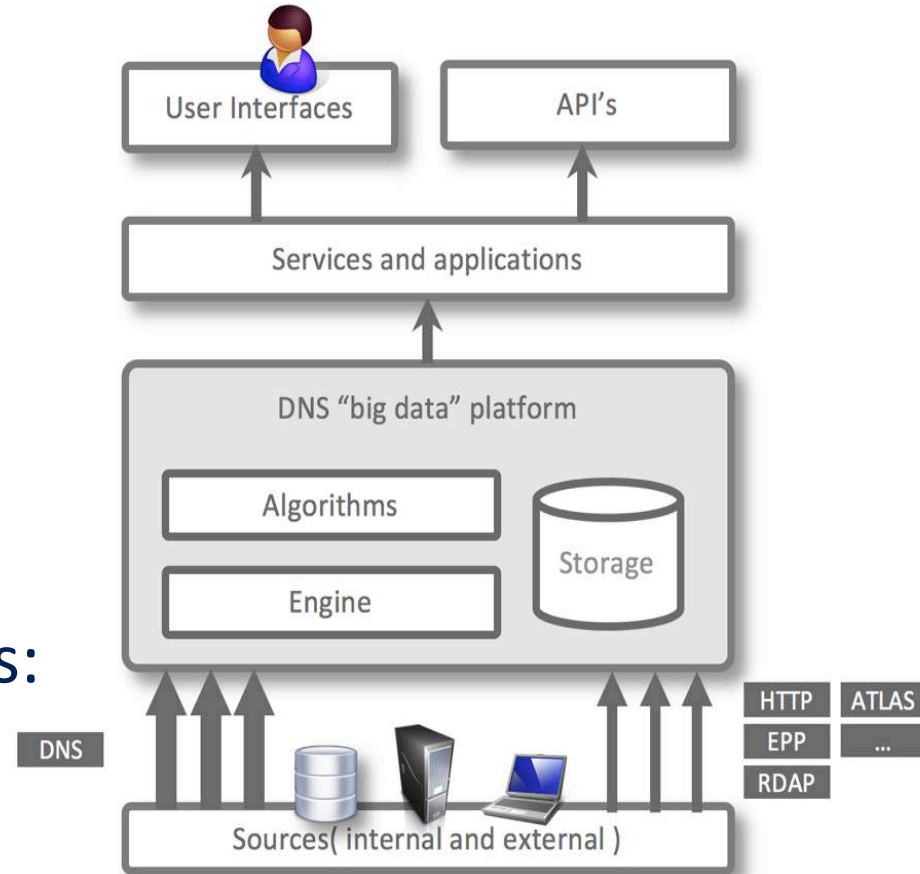 User Interfaces
API's
Services and applications
DNS “big data” platform
Algorithms
Storage
Engine
s:
DNS
HTTP
ATLAS
EPP
...
RDAP
Sources( internal and external )